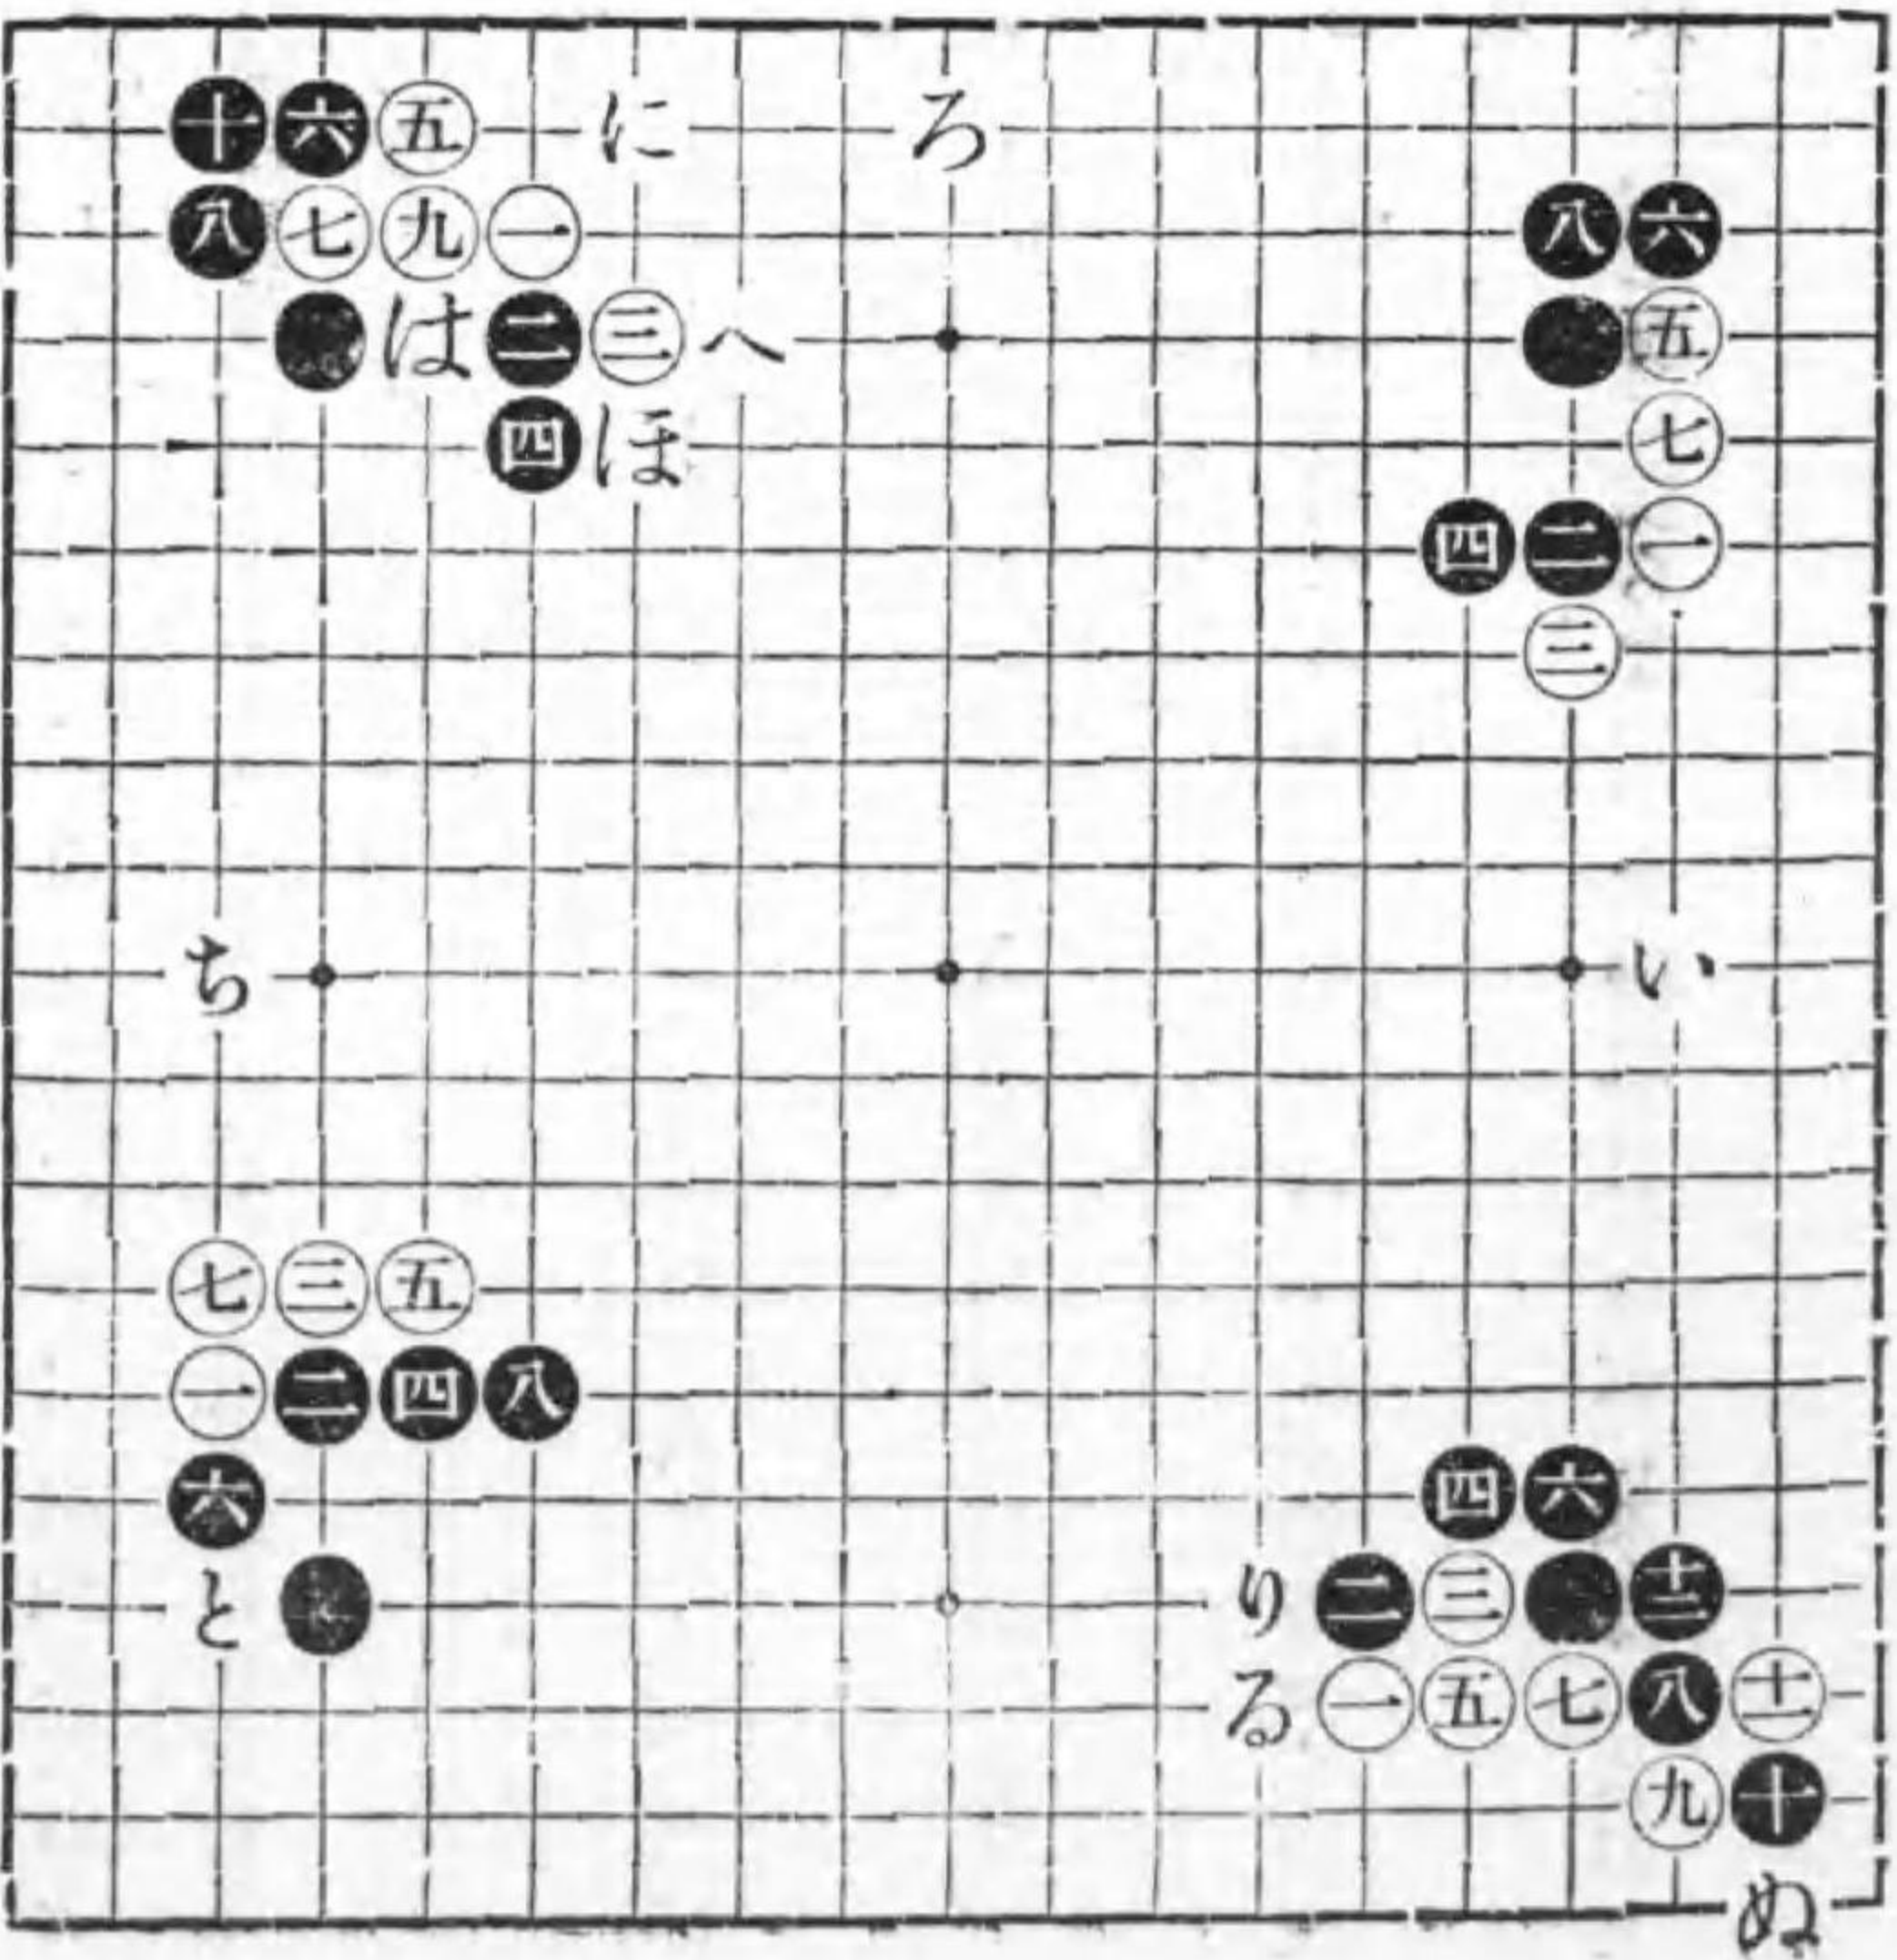 十 六 五 に ろ
八 七 九 一 八 六
は 二 三 へ 五
四 ほ 七
四 二 一
三
ち い
七 三 五
一 二 四 八
六 四 六
と り 二 三 十二
る 一 五 七 八 十一
九 十
ぬ